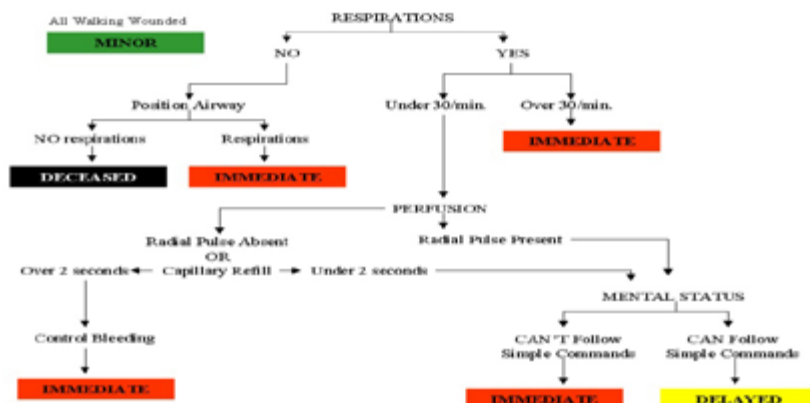 All Walking Wounded
MINOR
RESPIRATIONS
NO
YES
Position Airway
Under 30/min.
Over 30/min.
NO respirations
Respirations
IMMEDIATE
DECEASED
IMMEDIATE
PERFUSION
Radial Pulse Absent
Radial Pulse Present
OR
Over 2 seconds
Capillary Refill
Under 2 seconds
MENTAL STATUS
Control Bleeding
CAN'T Follow
Simple Commands
CAN Follow
Simple Commands
IMMEDIATE
IMMEDIATE
DELAYED